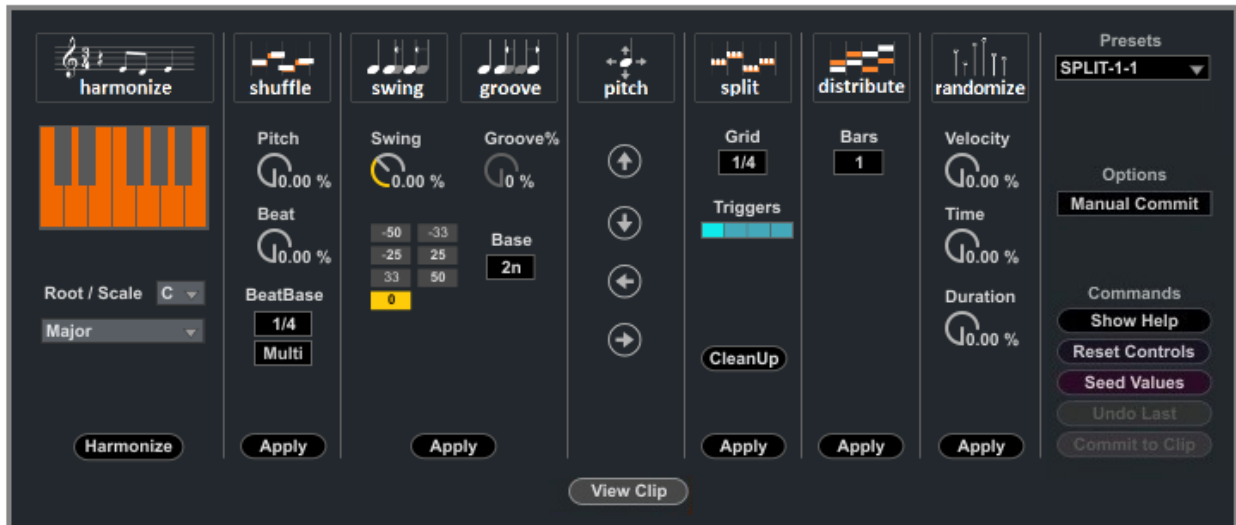 harmonize
shuffle
swing
groove
pitch
split
distribute
randomize
Presets
SPLIT-1-1
Pitch
0.00 %
Beat
0.00 %
BeatBase
1/4
Multi
Swing
0.00 %
Groove%
0 %
-50 -33
-25 25
33 50
0
Base
2n
Grid
1/4
Triggers
CleanUp
Bars
1
Velocity
0.00 %
Time
0.00 %
Duration
0.00 %
Options
Manual Commit
Root / Scale C
Major
Commands
Show Help
Reset Controls
Seed Values
Undo Last
Commit to Clip
Harmonize
Apply
Apply
Apply
Apply
Apply
View Clip